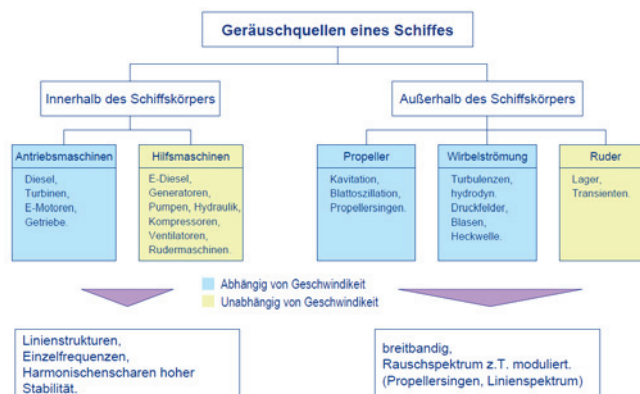 Geräuschquellen eines Schiffes
Innerhalb des Schiffskörpers
Außerhalb des Schiffskörpers
Antriebsmaschinen
Diesel,
Turbinen,
E-Motoren,
Getriebe.
Hilfsmaschinen
E-Diesel,
Generatoren,
Pumpen, Hydraulik,
Kompressoren,
Ventilatoren,
Rudermaschinen.
Propeller
Kavitation,
Blattoszillation,
Propellersingen.
Wirbelströmung
Turbulenzen,
hydrodyn.
Druckfelder,
Blasen,
Heckwelle.
Ruder
Lager,
Transienten.
Abhängig von Geschwindikeit
Unabhängig von Geschwindikeit
Linienstrukturen,
Einzelfrequenzen,
Harmonischenscharen hoher
Stabilität.
breitbandig,
Rauschspektrum z.T. moduliert.
(Propellersingen, Linienspektrum)